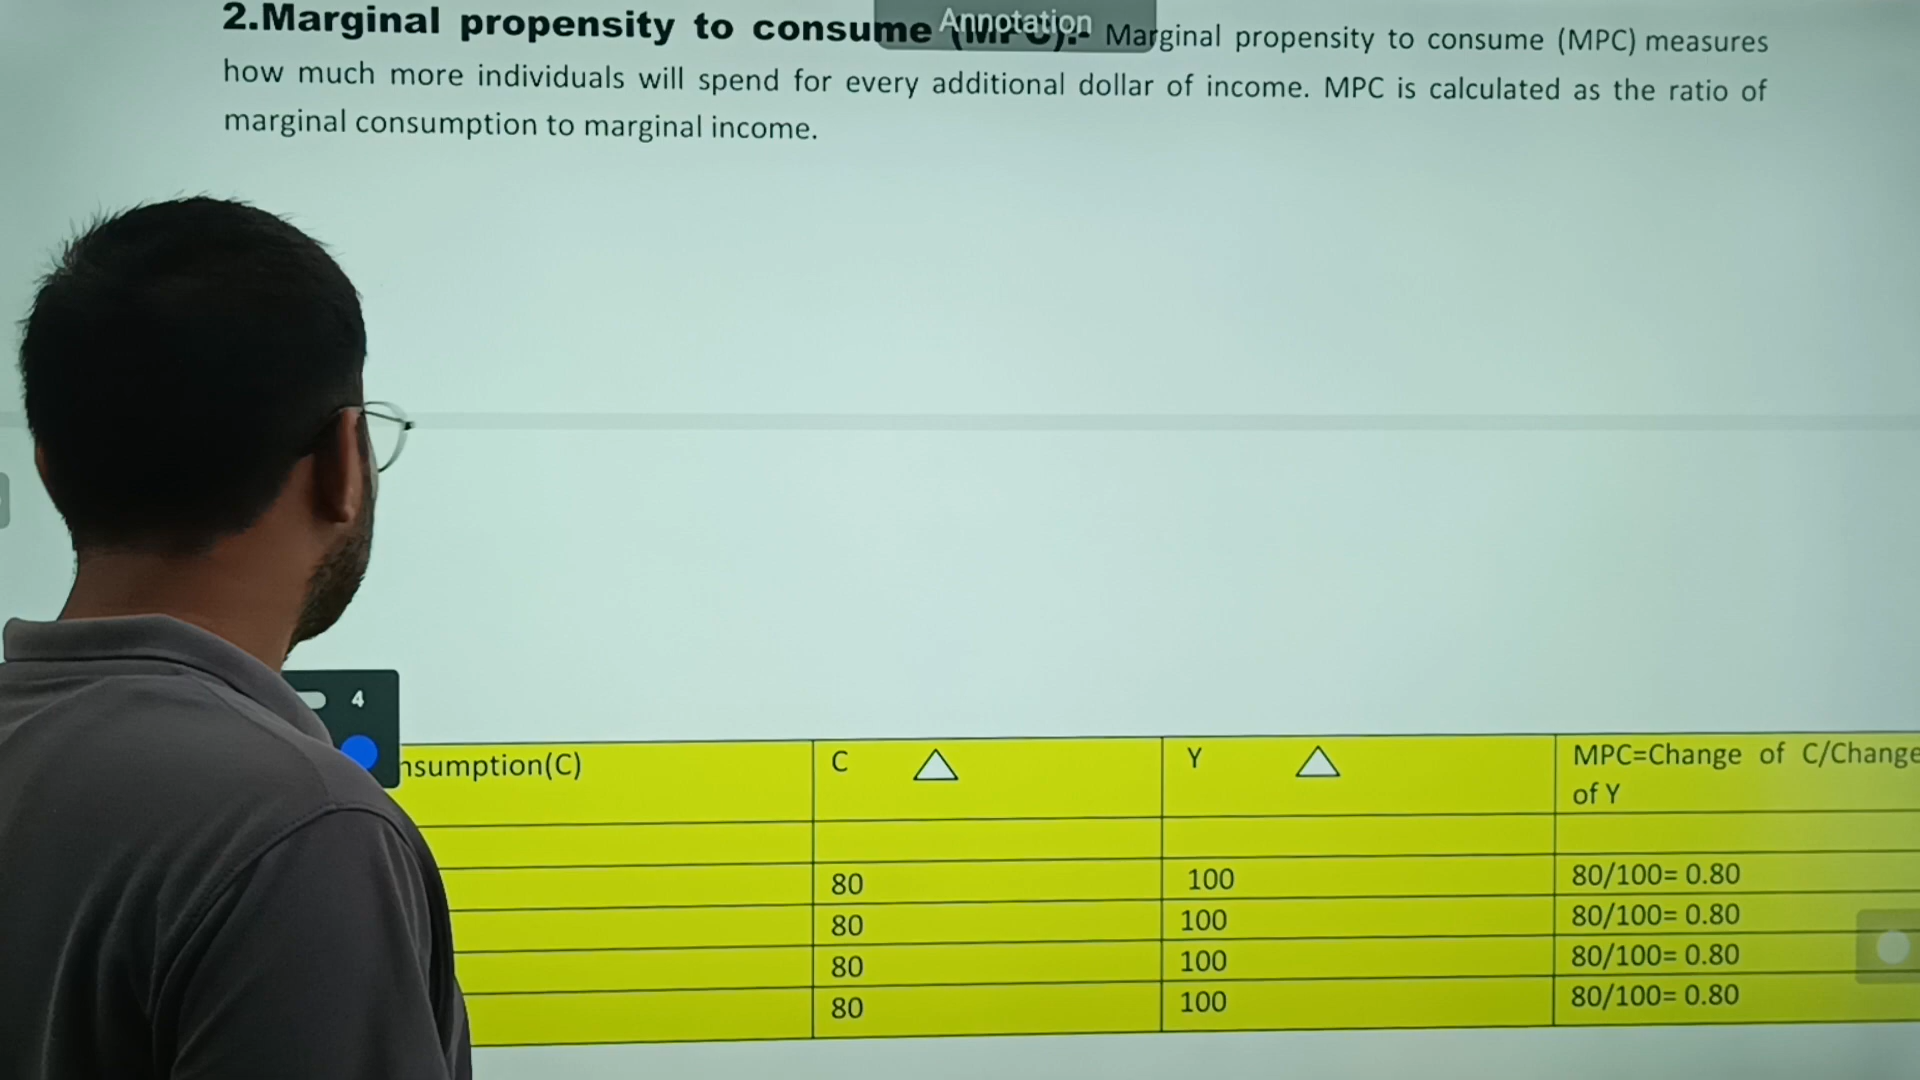 2.Marginal propensity to consume (MPC):- Marginal propensity to consume (MPC) measures
how much more individuals will spend for every additional dollar of income. MPC is calculated as the ratio of
marginal consumption to marginal income.
Annotation
4
nsumption(C) C Y MPC=Change of C/Change
of Y
80 100 80/100= 0.80
80 100 80/100= 0.80
80 100 80/100= 0.80
80 100 80/100= 0.80